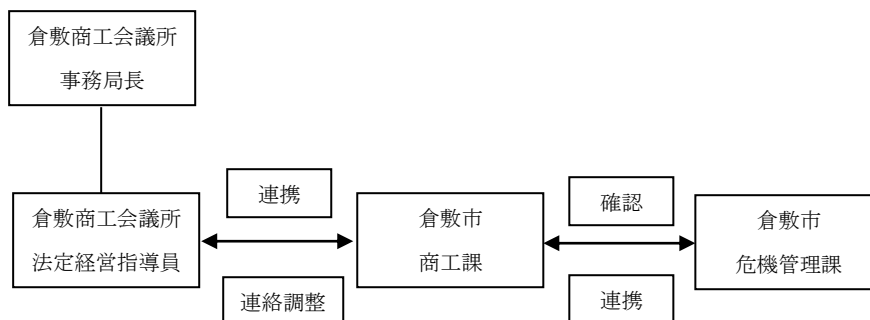 倉敷商工会議所
事務局長
倉敷商工会議所
法定経営指導員
連携
連絡調整
倉敷市
商工課
確認
連携
倉敷市
危機管理課